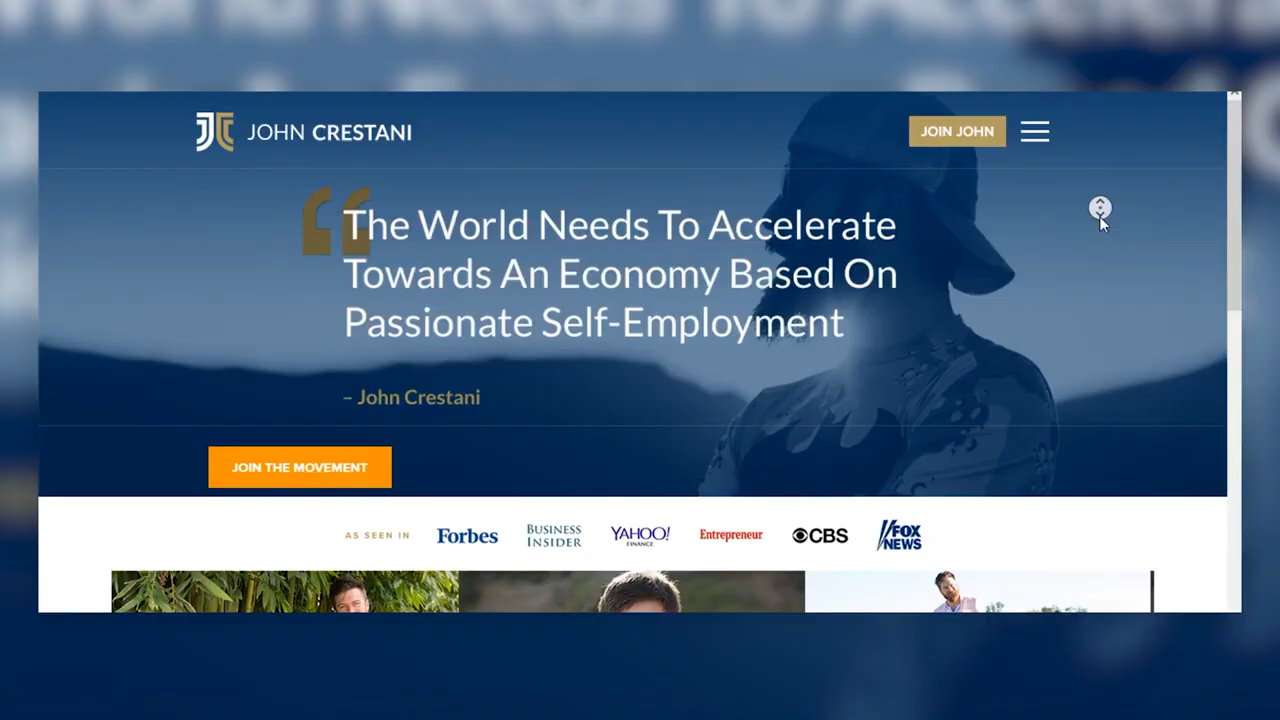 JOHN CRESTANI
JOIN JOHN
“
The World Needs To Accelerate
Towards An Economy Based On
Passionate Self-Employment
– John Crestani
JOIN THE MOVEMENT
AS SEEN IN
Forbes
BUSINESS
INSIDER
YAHOO!
FINANCE
Entrepreneur
CBS
FOX
NEWS